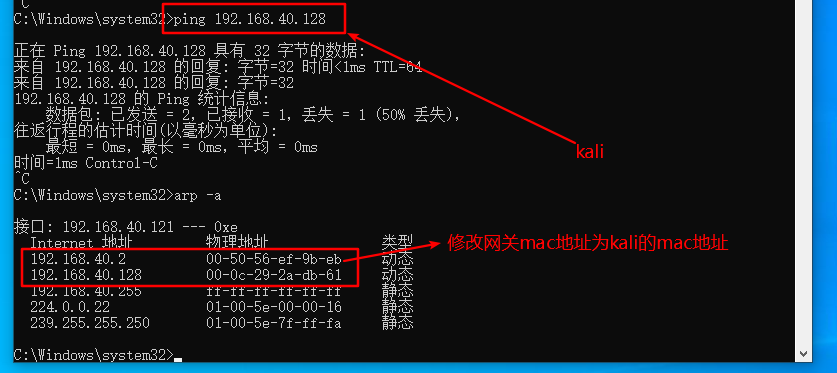 ^C
C:\Windows\system32>ping 192.168.40.128
正在 Ping 192.168.40.128 具有 32 字节的数据:
来自 192.168.40.128 的回复: 字节=32 时间<1ms TTL=64
来自 192.168.40.128 的回复: 字节=32
192.168.40.128 的 Ping 统计信息:
数据包: 已发送 = 2，已接收 = 1，丢失 = 1 (50% 丢失)，
往返行程的估计时间(以毫秒为单位):
最短 = 0ms，最长 = 0ms，平均 = 0ms
kali
时间=1ms Control-C
^C
C:\Windows\system32>arp -a
接口: 192.168.40.121 --- 0xe
Internet 地址 物理地址 类型
192.168.40.2 00-50-56-ef-9b-eb 动态
修改网关mac地址为kali的mac地址
192.168.40.128 00-0c-29-2a-db-61 动态
192.168.40.255 ff-ff-ff-ff-ff-ff 静态
224.0.0.22 01-00-5e-00-00-16 静态
239.255.255.250 01-00-5e-7f-ff-fa 静态
C:\Windows\system32>